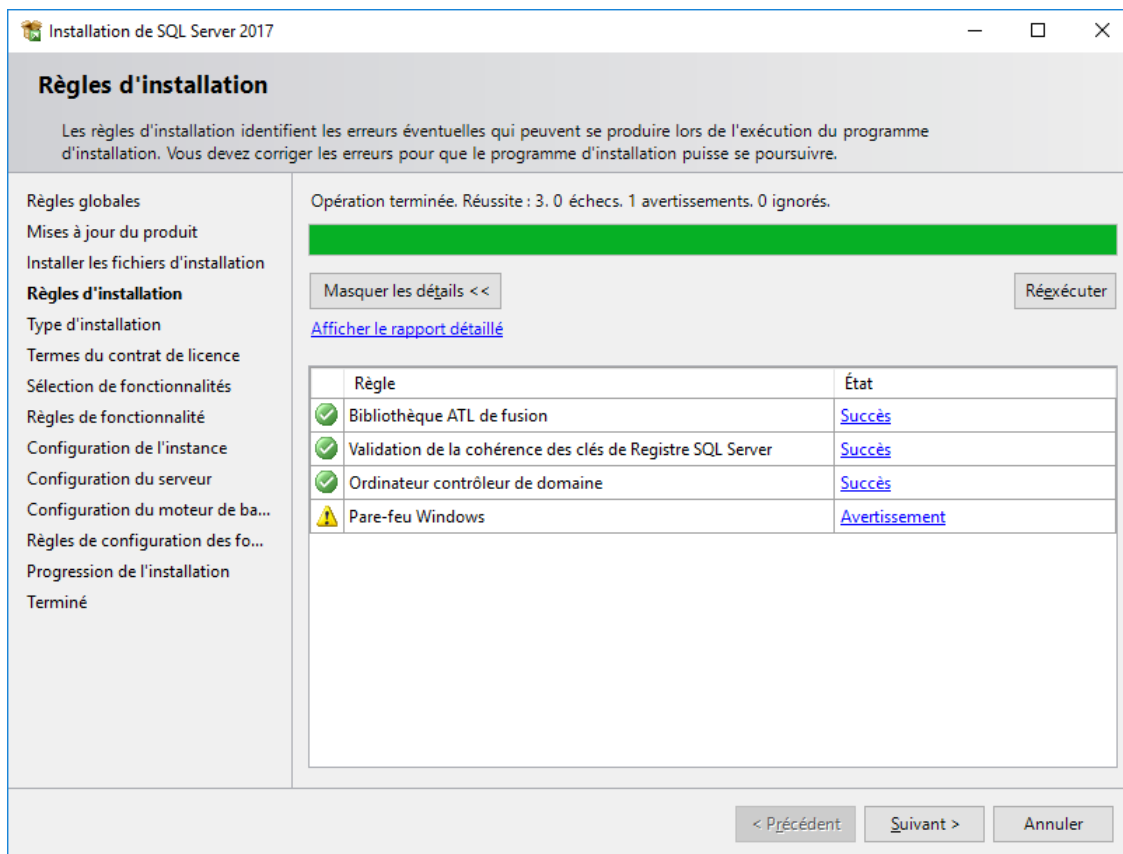 Installation de SQL Server 2017
Règles d'installation
Les règles d'installation identifient les erreurs éventuelles qui peuvent se produire lors de l'exécution du programme
d'installation. Vous devez corriger les erreurs pour que le programme d'installation puisse se poursuivre.
Règles globales
Mises à jour du produit
Installer les fichiers d'installation
Règles d'installation
Type d'installation
Termes du contrat de licence
Sélection de fonctionnalités
Règles de fonctionnalité
Configuration de l'instance
Configuration du serveur
Configuration du moteur de ba...
Règles de configuration des fo...
Progression de l'installation
Terminé
Opération terminée. Réussite : 3. 0 échecs. 1 avertissements. 0 ignorés.
Masquer les détails << Réexécuter
Afficher le rapport détaillé
Règle État
Bibliothèque ATL de fusion Succès
Validation de la cohérence des clés de Registre SQL Server Succès
Ordinateur contrôleur de domaine Succès
Pare-feu Windows Avertissement
< Précédent Suivant > Annuler